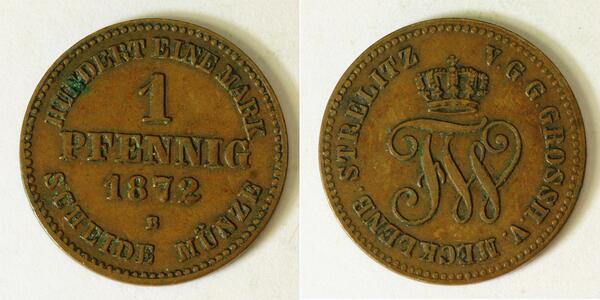 HUNDERT EINE MARK
1
PFENNIG
1872
B
SCHEIDE MÜNZE
V. G. G. GROSSH. V. MECKLENB. STRELITZ
FW